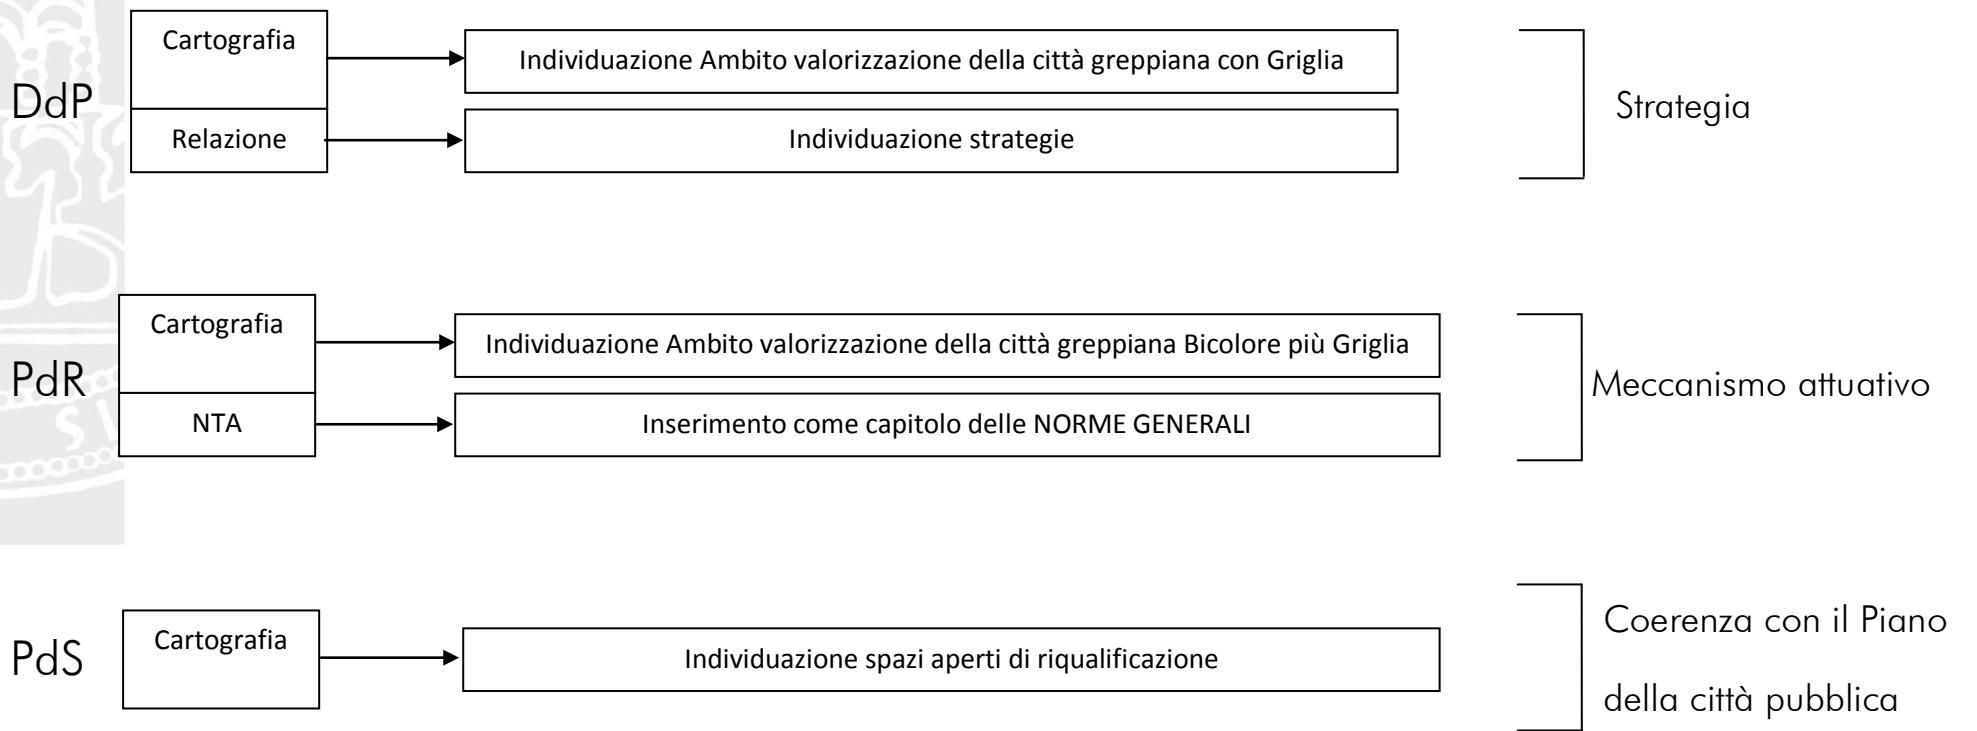 DdP
Cartografia
Individuazione Ambito valorizzazione della città greppiana con Griglia
Relazione
Individuazione strategie
Strategia
PdR
Cartografia
Individuazione Ambito valorizzazione della città greppiana Bicolore più Griglia
NTA
Inserimento come capitolo delle NORME GENERALI
Meccanismo attuativo
PdS
Cartografia
Individuazione spazi aperti di riqualificazione
Coerenza con il Piano
della città pubblica